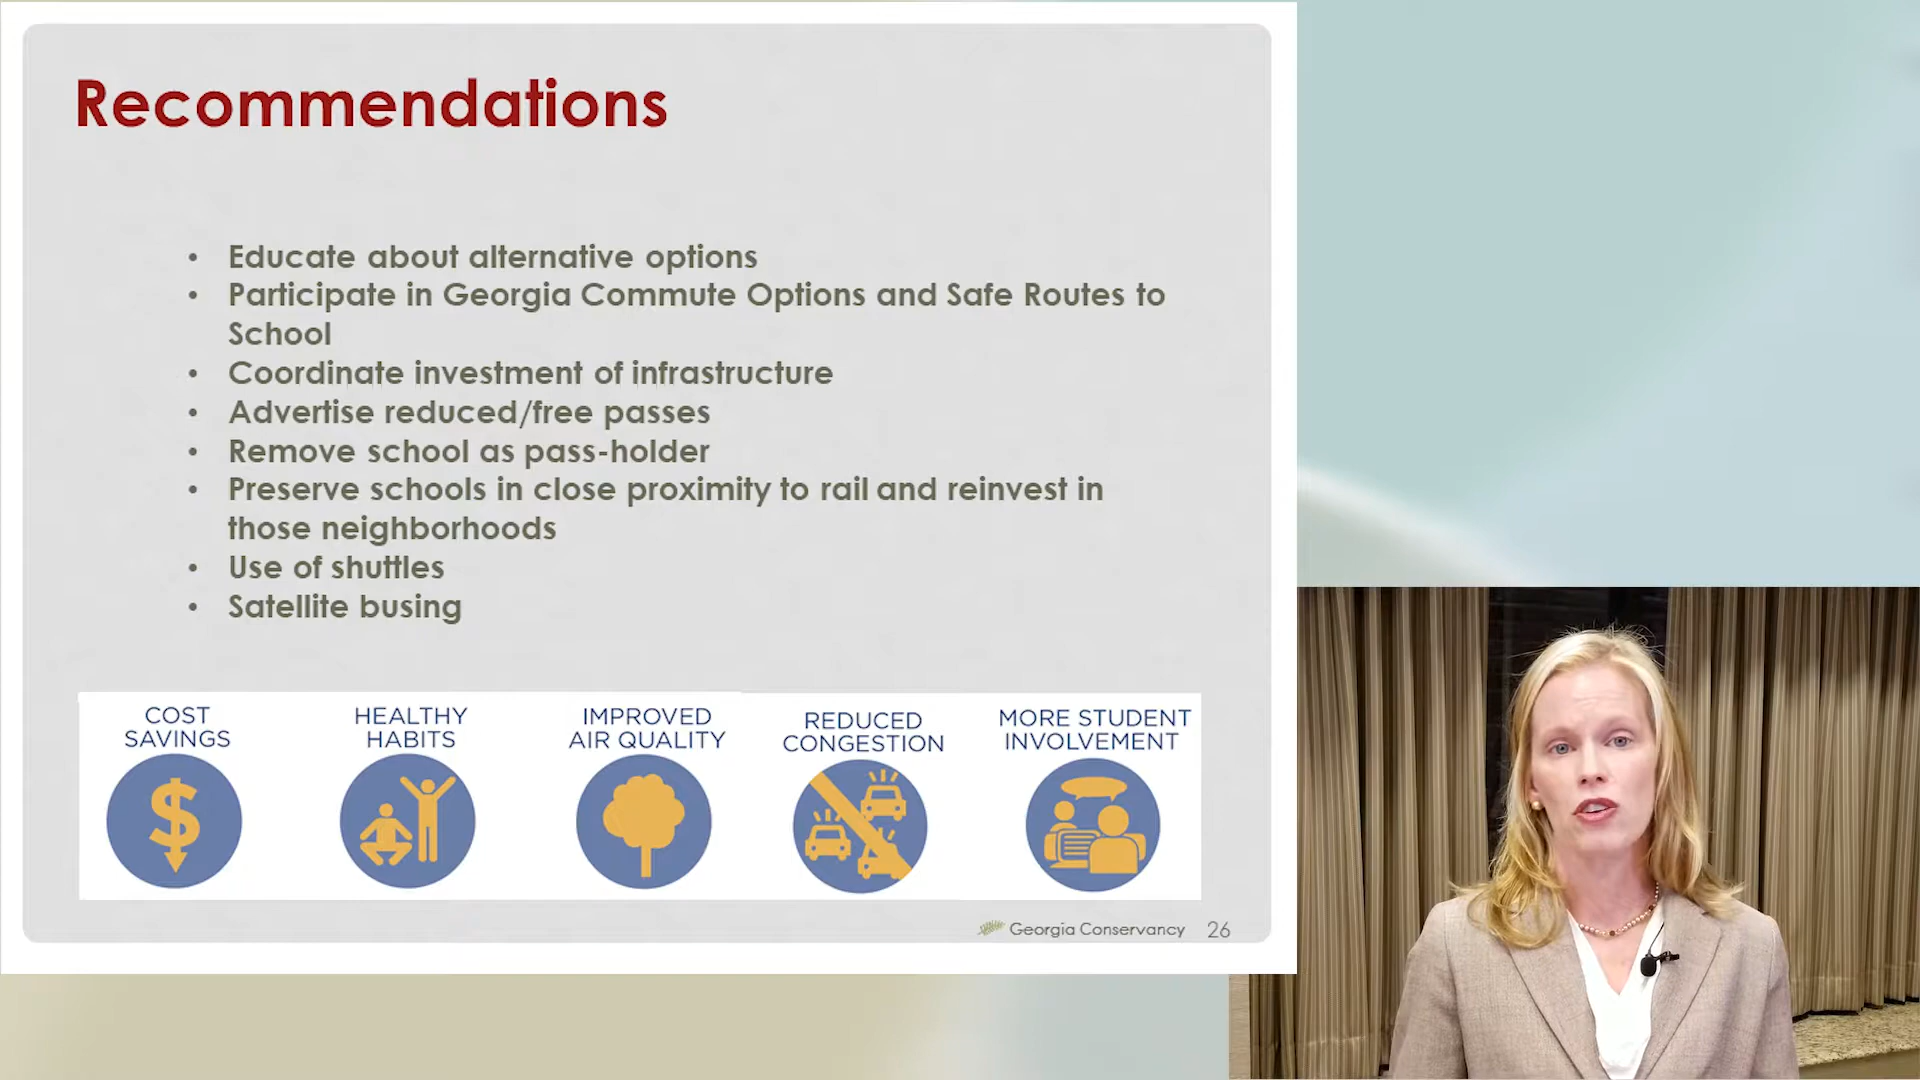 Recommendations
• Educate about alternative options
• Participate in Georgia Commute Options and Safe Routes to
School
• Coordinate investment of infrastructure
• Advertise reduced/free passes
• Remove school as pass-holder
• Preserve schools in close proximity to rail and reinvest in
those neighborhoods
• Use of shuttles
• Satellite busing
COST
SAVINGS
HEALTHY
HABITS
IMPROVED
AIR QUALITY
REDUCED
CONGESTION
MORE STUDENT
INVOLVEMENT
$
Georgia Conservancy 26